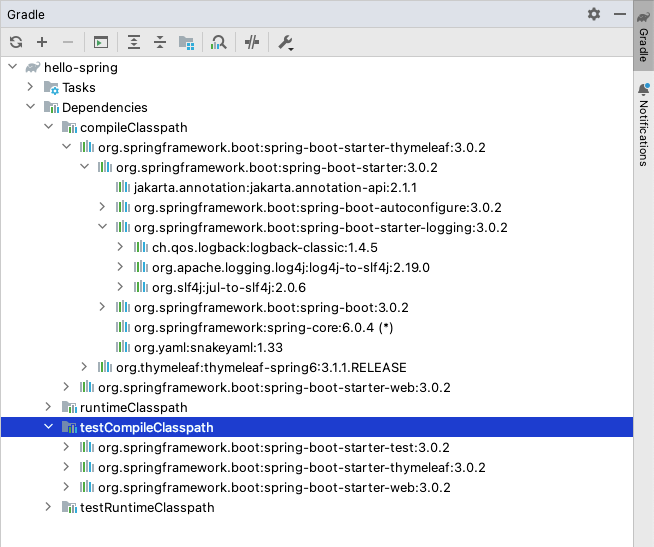 Gradle
hello-spring
Tasks
Dependencies
compileClasspath
org.springframework.boot:spring-boot-starter-thymeleaf:3.0.2
org.springframework.boot:spring-boot-starter:3.0.2
jakarta.annotation:jakarta.annotation-api:2.1.1
org.springframework.boot:spring-boot-autoconfigure:3.0.2
org.springframework.boot:spring-boot-starter-logging:3.0.2
ch.qos.logback:logback-classic:1.4.5
org.apache.logging.log4j:log4j-to-slf4j:2.19.0
org.slf4j:jul-to-slf4j:2.0.6
org.springframework.boot:spring-boot:3.0.2
org.springframework:spring-core:6.0.4 (*)
org.yaml:snakeyaml:1.33
org.thymeleaf:thymeleaf-spring6:3.1.1.RELEASE
org.springframework.boot:spring-boot-starter-web:3.0.2
runtimeClasspath
testCompileClasspath
org.springframework.boot:spring-boot-starter-test:3.0.2
org.springframework.boot:spring-boot-starter-thymeleaf:3.0.2
org.springframework.boot:spring-boot-starter-web:3.0.2
testRuntimeClasspath
Gradle
Notifications